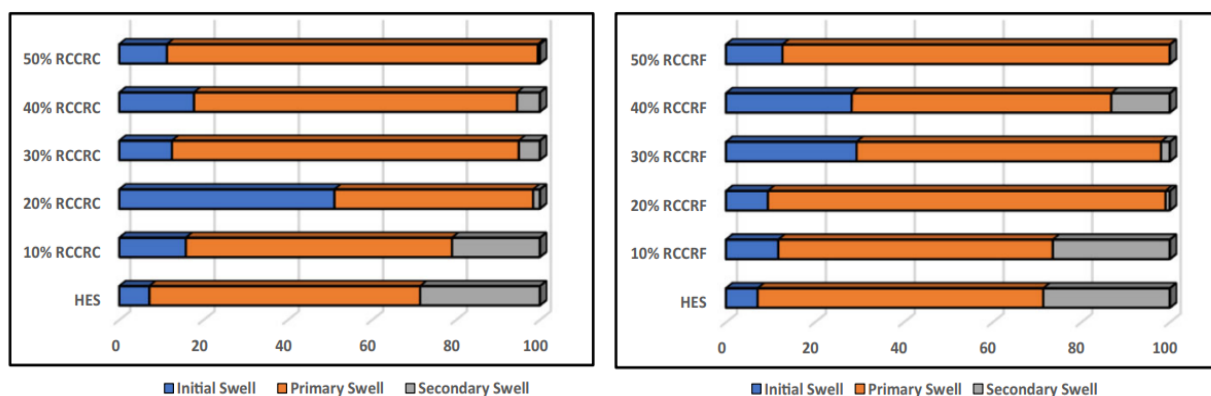 50% RCCRC
40% RCCRC
30% RCCRC
20% RCCRC
10% RCCRC
HES
0 20 40 60 80 100
Initial Swell Primary Swell Secondary Swell
50% RCCRF
40% RCCRF
30% RCCRF
20% RCCRF
10% RCCRF
HES
0 20 40 60 80 100
Initial Swell Primary Swell Secondary Swell